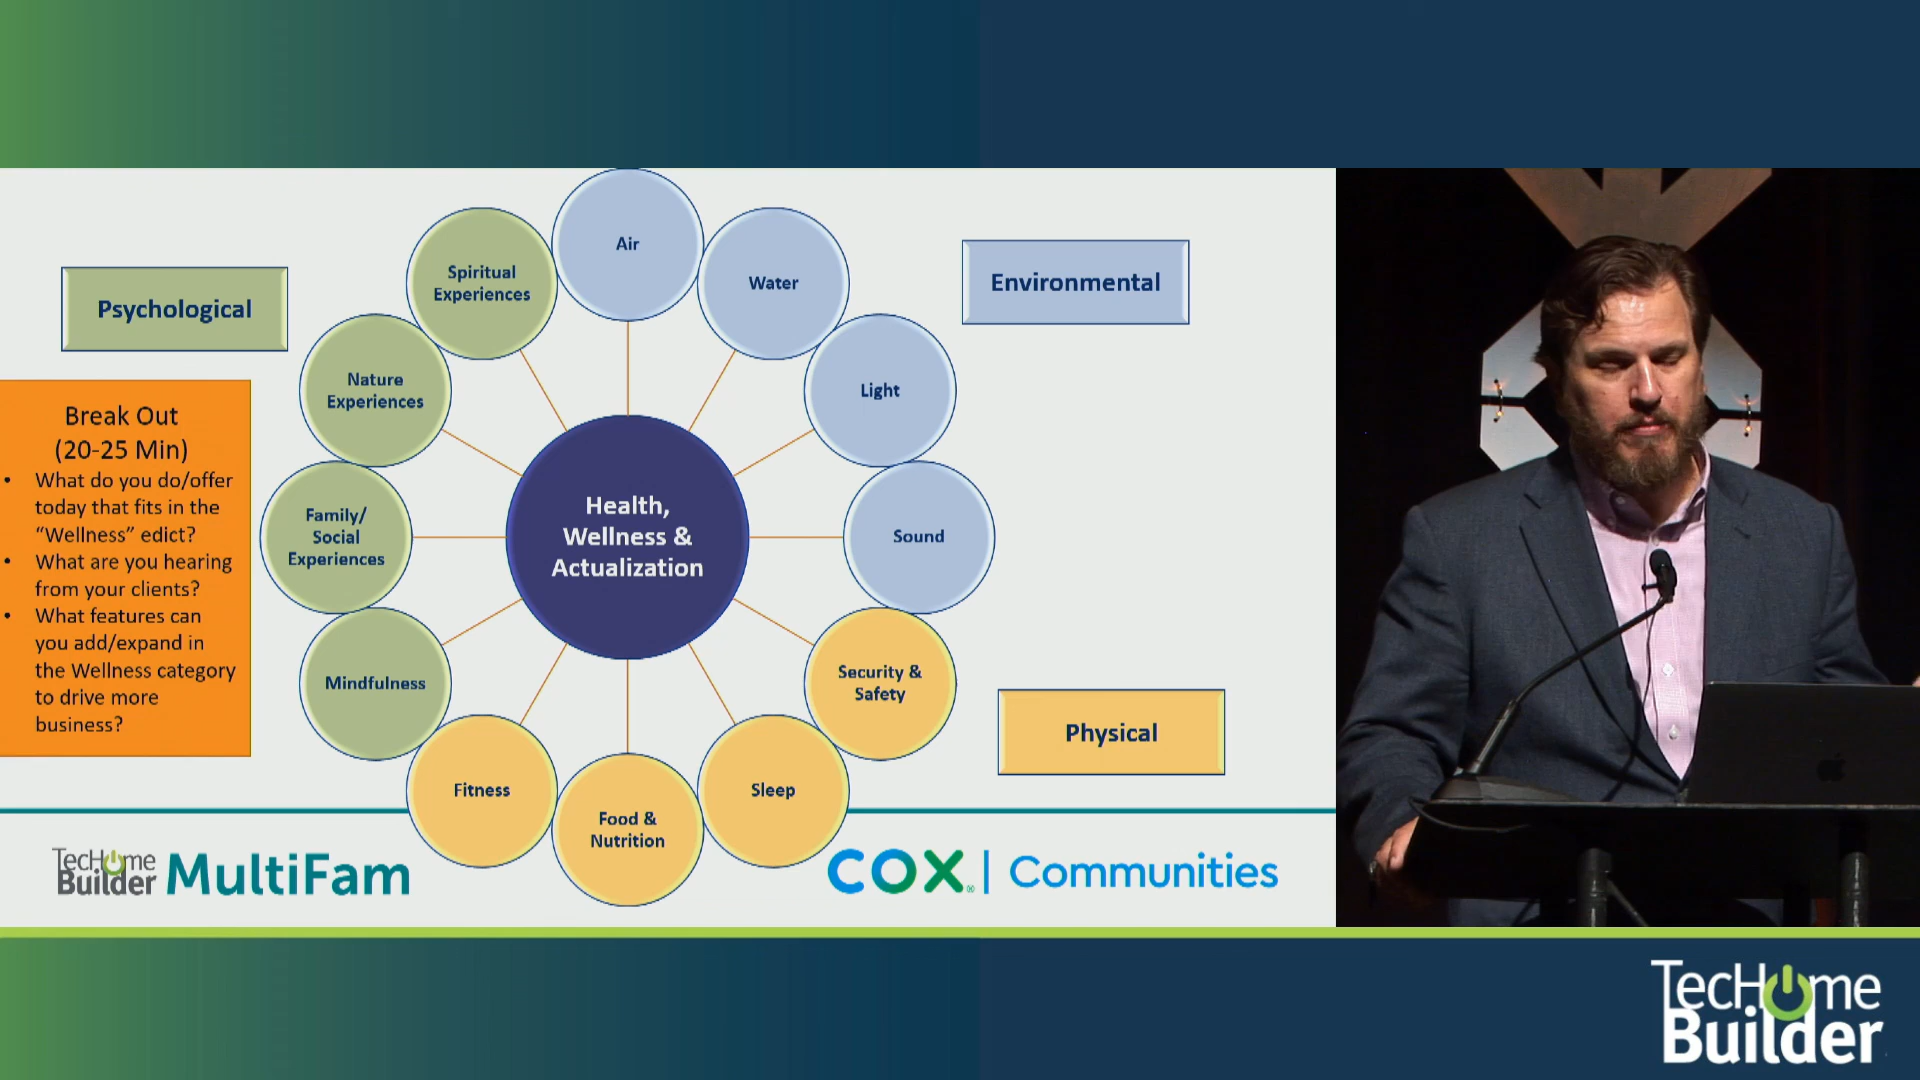 Psychological
Break Out
(20-25 Min)
• What do you do/offer
today that fits in the
“Wellness” edict?
• What are you hearing
from your clients?
• What features can
you add/expand in
the Wellness category
to drive more
business?
Air
Water
Light
Sound
Security &
Safety
Sleep
Food &
Nutrition
Fitness
Mindfulness
Family/
Social
Experiences
Nature
Experiences
Spiritual
Experiences
Health,
Wellness &
Actualization
Environmental
Physical
TecHome
Builder
MultiFam
COX® | Communities
TecHome
Builder